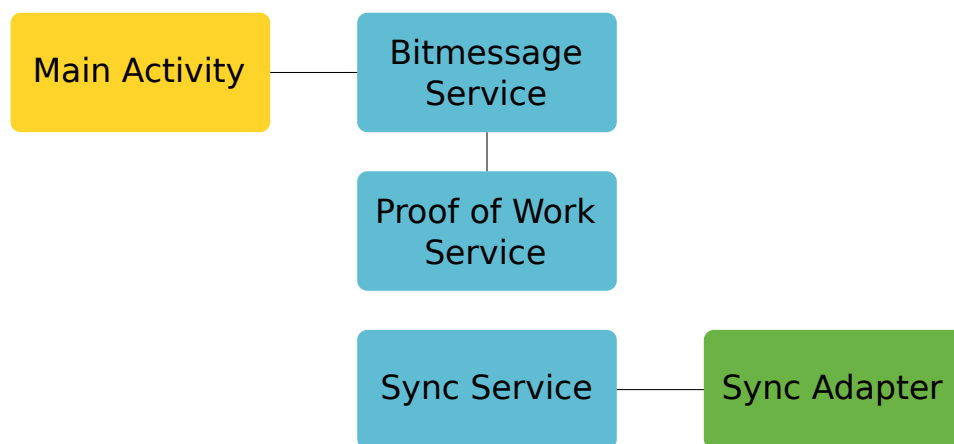 Main Activity
Bitmessage
Service
Proof of Work
Service
Sync Service
Sync Adapter